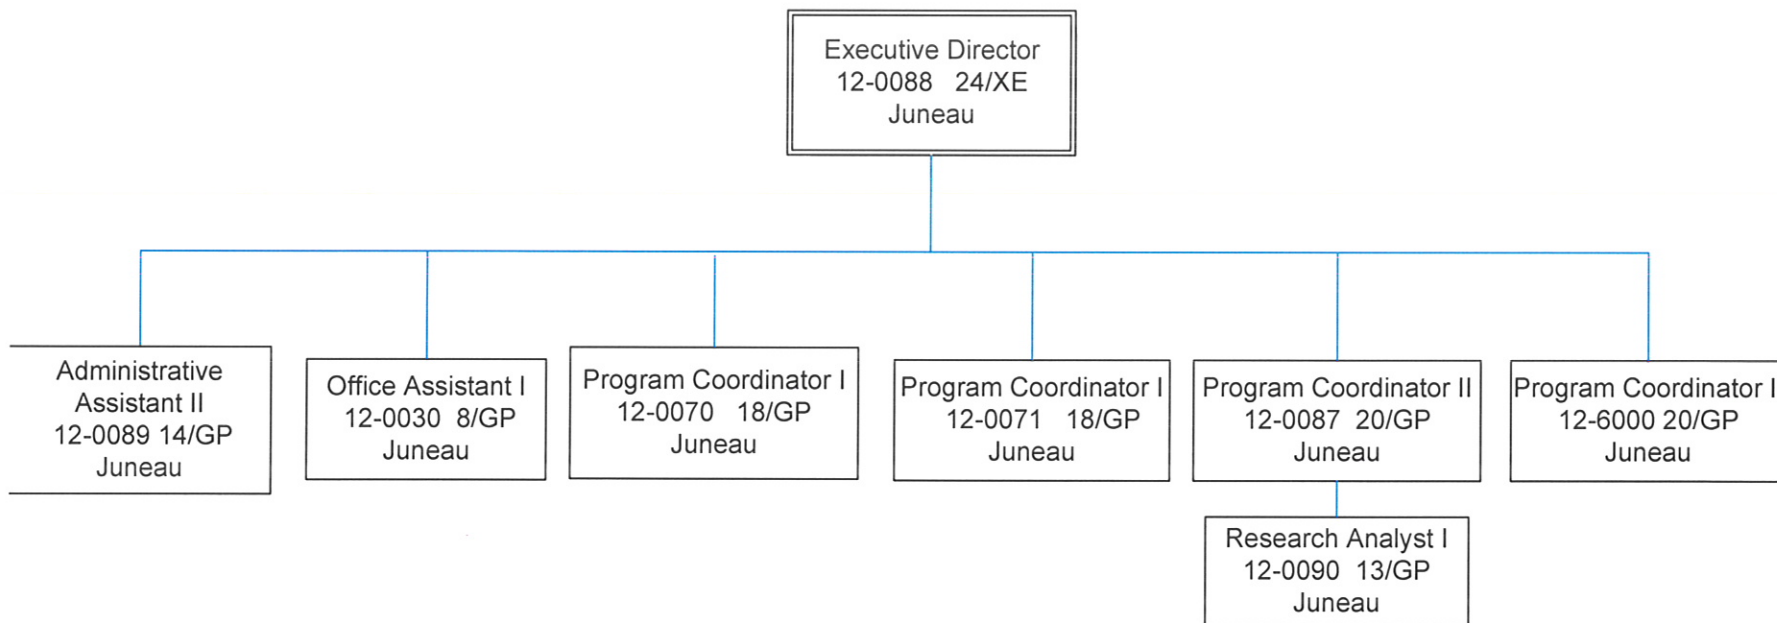 Executive Director
12-0088 24/XE
Juneau
Administrative
Assistant II
12-0089 14/GP
Juneau
Office Assistant I
12-0030 8/GP
Juneau
Program Coordinator I
12-0070 18/GP
Juneau
Program Coordinator I
12-0071 18/GP
Juneau
Program Coordinator II
12-0087 20/GP
Juneau
Program Coordinator I
12-6000 20/GP
Juneau
Research Analyst I
12-0090 13/GP
Juneau